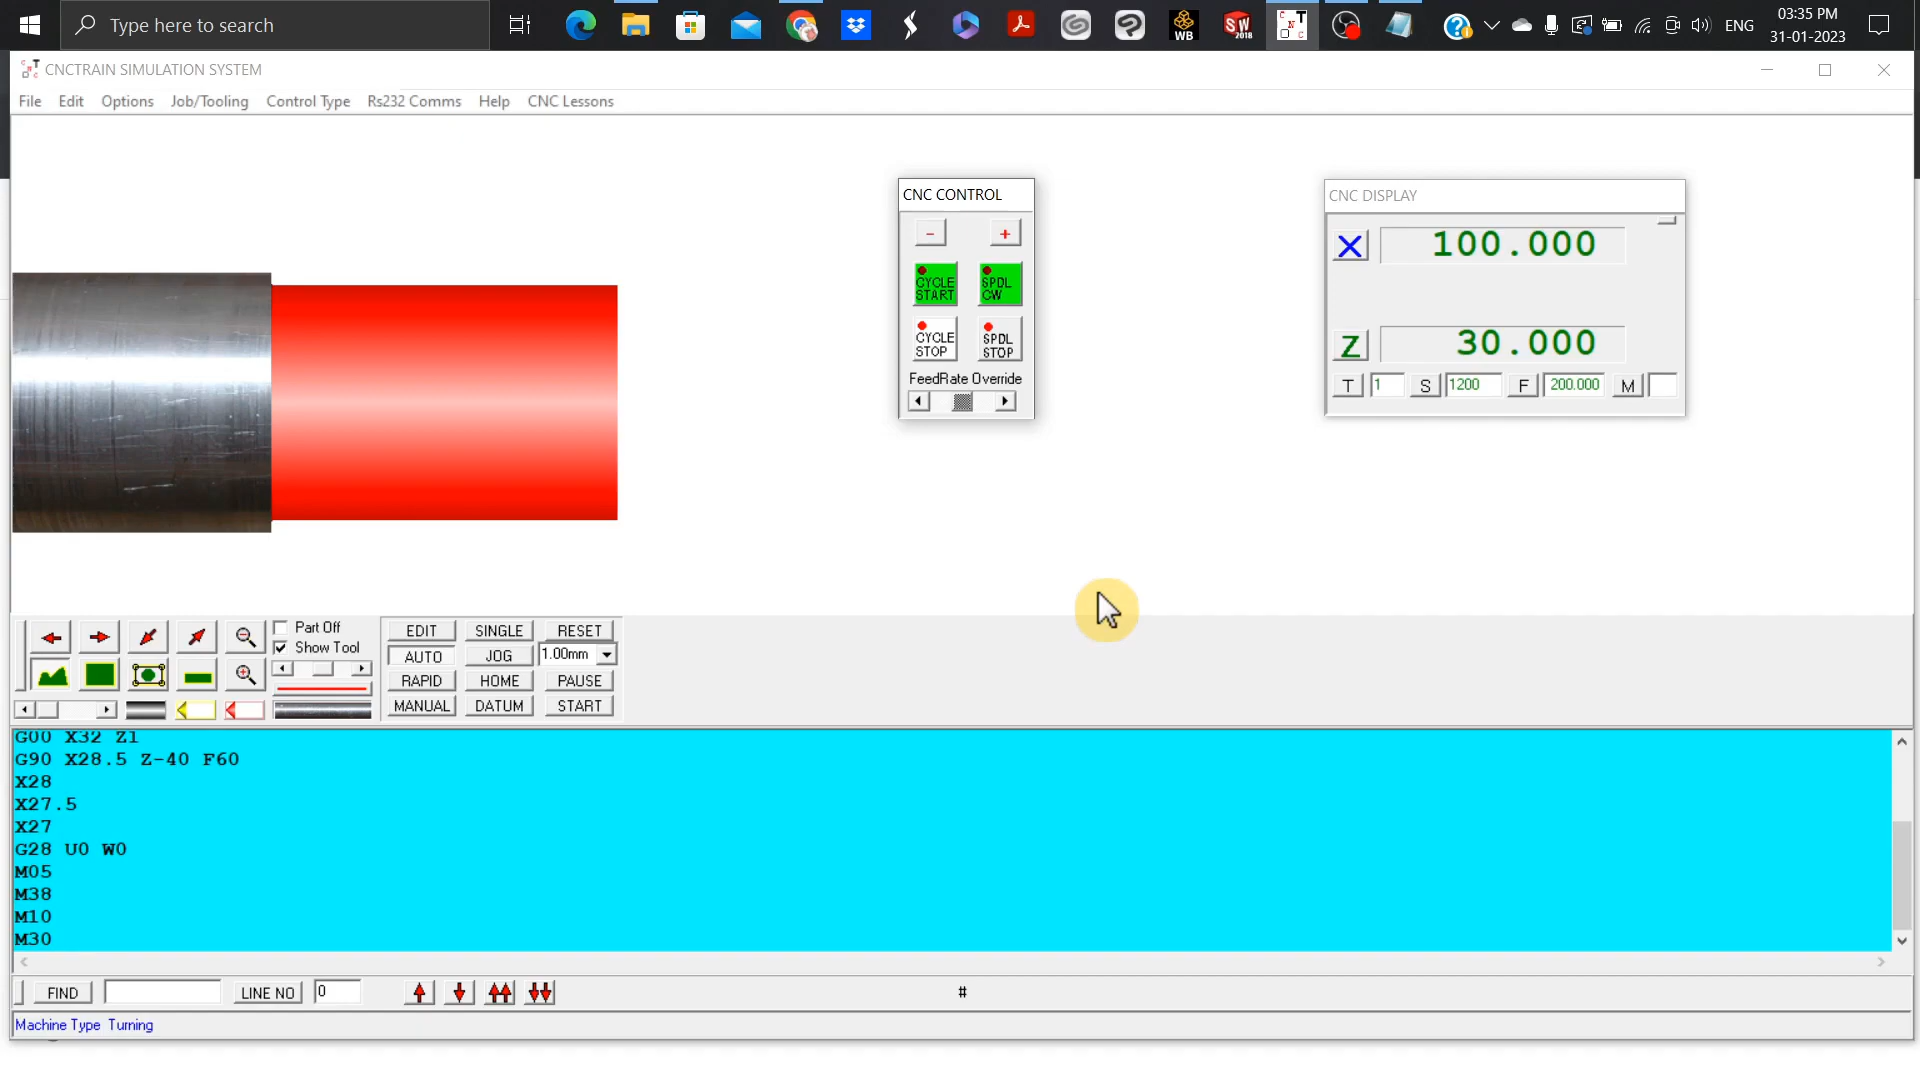 Type here to search
WB
SW
2018
C N T C
ENG
03:35 PM
31-01-2023
CNCTRAIN SIMULATION SYSTEM
File Edit Options Job/Tooling Control Type Rs232 Comms Help CNC Lessons
CNC CONTROL
- +
CYCLE START
SPDL CW
CYCLE STOP
SPDL STOP
FeedRate Override
CNC DISPLAY
X 100.000
Z 30.000
T 1 S 1200 F 200.000 M
Part Off
Show Tool
EDIT SINGLE RESET
AUTO JOG 1.00mm
RAPID HOME PAUSE
MANUAL DATUM START
G00 X32 Z1
G90 X28.5 Z-40 F60
X28
X27.5
X27
G28 U0 W0
M05
M38
M10
M30
FIND LINE NO 0 #
Machine Type Turning